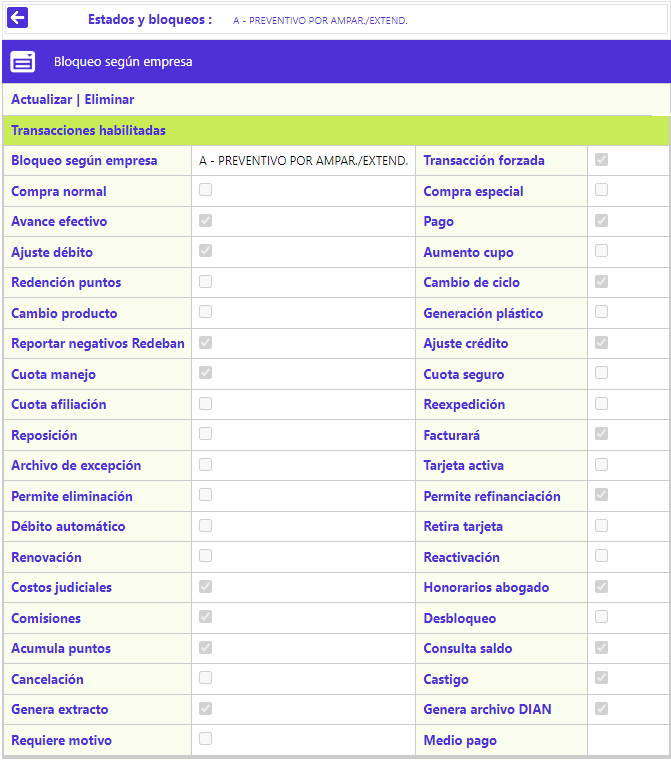 Estados y bloqueos : A - PREVENTIVO POR AMPAR./EXTEND.
Bloqueo según empresa
Actualizar | Eliminar
Transacciones habilitadas
Bloqueo según empresa A - PREVENTIVO POR AMPAR./EXTEND. Transacción forzada
Compra normal Compra especial
Avance efectivo Pago
Ajuste débito Aumento cupo
Redención puntos Cambio de ciclo
Cambio producto Generación plástico
Reportar negativos Redeban Ajuste crédito
Cuota manejo Cuota seguro
Cuota afiliación Reexpedición
Reposición Facturará
Archivo de excepción Tarjeta activa
Permite eliminación Permite refinanciación
Débito automático Retira tarjeta
Renovación Reactivación
Costos judiciales Honorarios abogado
Comisiones Desbloqueo
Acumula puntos Consulta saldo
Cancelación Castigo
Genera extracto Genera archivo DIAN
Requiere motivo Medio pago